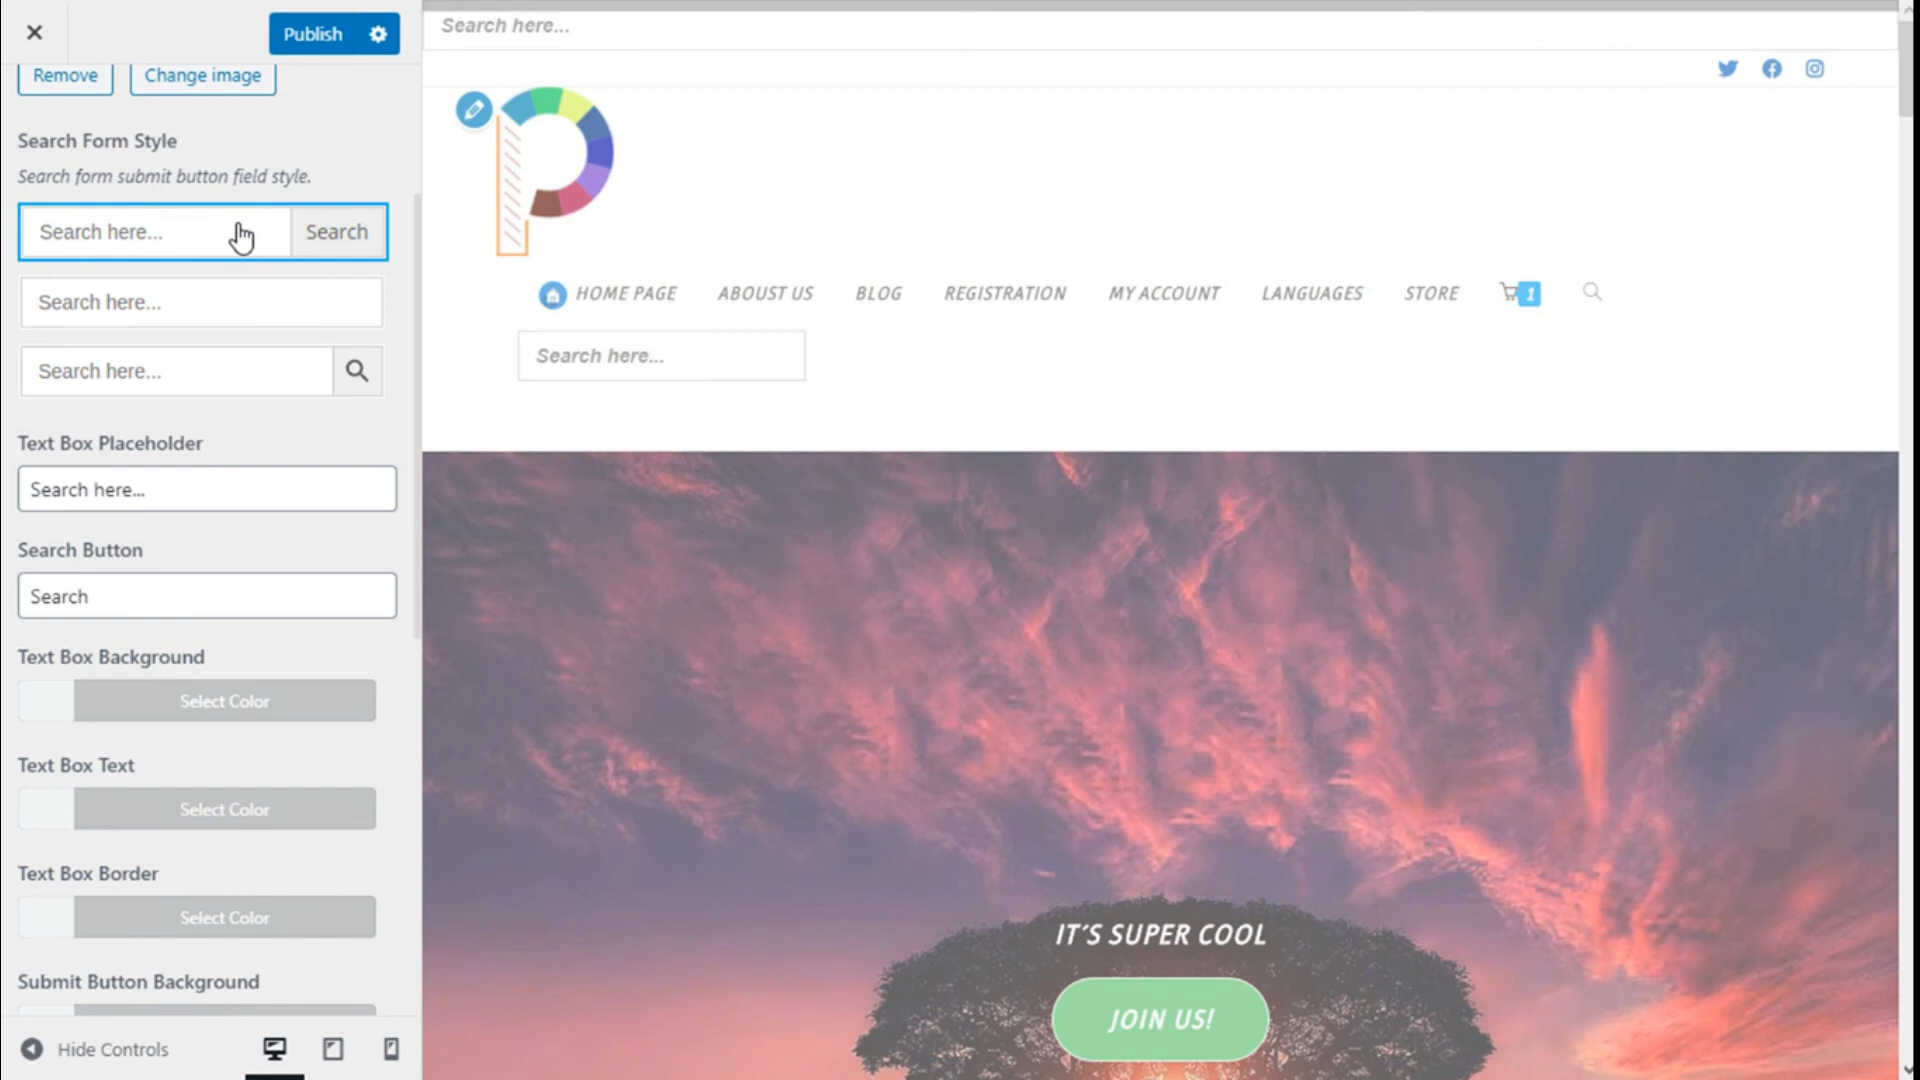 Publish
Remove
Change image
Search Form Style
Search form submit button field style.
Search here...
Search
Search here...
Search here...
Text Box Placeholder
Search here...
Search Button
Search
Text Box Background
Select Color
Text Box Text
Select Color
Text Box Border
Select Color
Submit Button Background
Hide Controls
Search here...
HOME PAGE
ABOUST US
BLOG
REGISTRATION
MY ACCOUNT
LANGUAGES
STORE
1
Search here...
IT'S SUPER COOL
JOIN US!